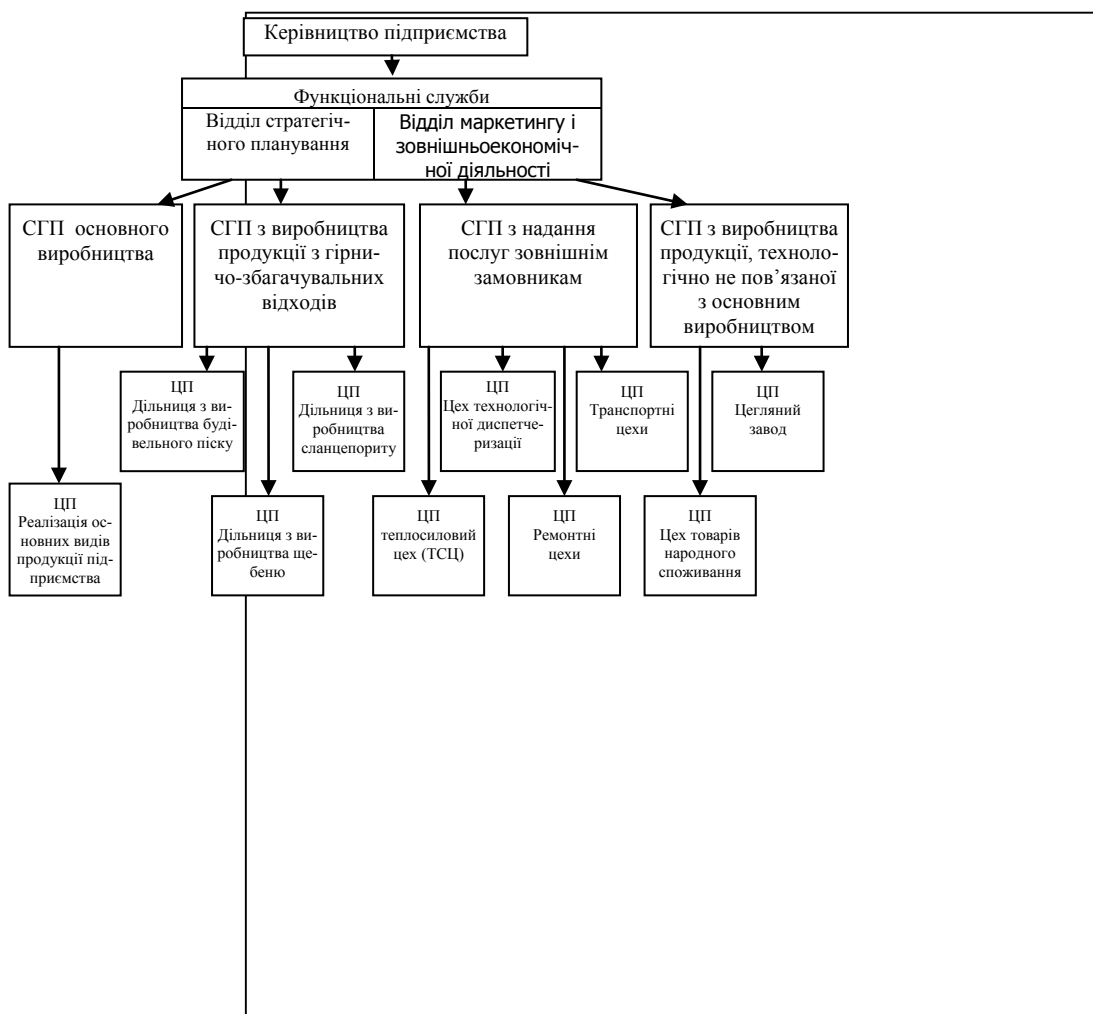 Керівництво підприємства
Функціональні служби
Відділ стратегіч-
ного планування
Відділ маркетингу і
зовнішньоекономіч-
ної діяльності
СГП основного
виробництва
СГП з виробництва
продукції з гірни-
чо-збагачувальних
відходів
СГП з надання
послуг зовнішнім
замовникам
СГП з виробництва
продукції, техноло-
гічно не пов’язаної
з основним
виробництвом
ЦП
Дільниця з ви-
робництва буді-
вельного піску
ЦП
Дільниця з ви-
робництва
сланцепориту
ЦП
Цех технологіч-
ної диспетче-
ризації
ЦП
Транспортні
цехи
ЦП
Цегляний
завод
ЦП
Реалізація ос-
новних видів
продукції під-
приємства
ЦП
Дільниця з ви-
робництва ще-
беню
ЦП
теплосиловий
цех (ТСЦ)
ЦП
Ремонтні
цехи
ЦП
Цех товарів
народного
споживання